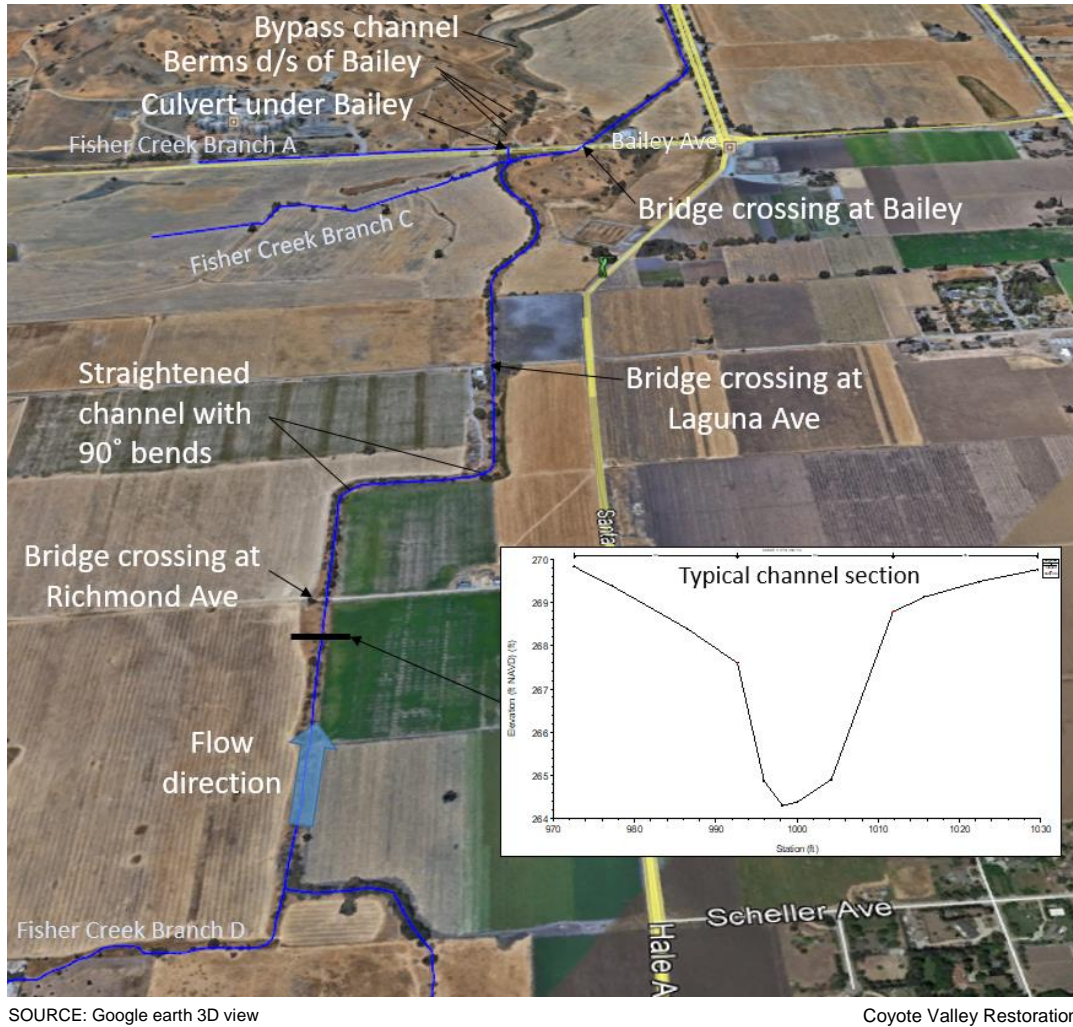 Bypass channel
Berms d/s of Bailey
Culvert under Bailey
Fisher Creek Branch A
Bailey Ave
Bridge crossing at Bailey
Fisher Creek Branch C
Straightened
channel with
90° bends
Bridge crossing at
Laguna Ave
Bridge crossing at
Richmond Ave
Santa
Flow
direction
Typical channel section
270
269
268
267
266
265
264
Elevation (ft NAVD) (ft)
970
980
990
1000
1010
1020
1030
Station (ft)
Fisher Creek Branch D
Scheller Ave
Hale A
SOURCE: Google earth 3D view
Coyote Valley Restoration